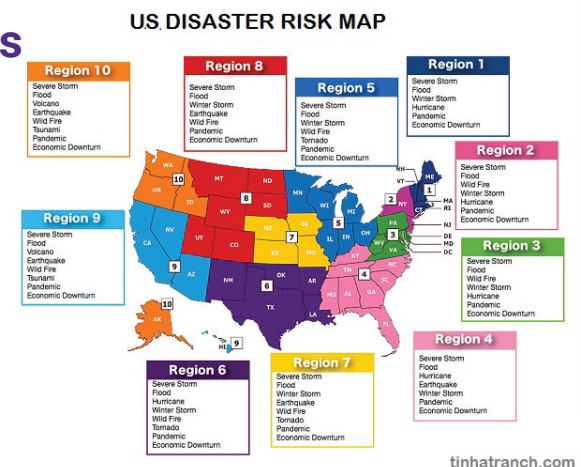 U.S. DISASTER RISK MAP
S
Region 10
Severe Storm
Flood
Volcano
Earthquake
Wild Fire
Tsunami
Pandemic
Economic Downturn
Region 8
Severe Storm
Flood
Winter Storm
Earthquake
Wild Fire
Pandemic
Economic Downturn
Region 5
Severe Storm
Flood
Winter Storm
Wild Fire
Tornado
Pandemic
Economic Downturn
Region 1
Severe Storm
Flood
Winter Storm
Hurricane
Pandemic
Economic Downturn
Region 2
Severe Storm
Flood
Wild Fire
Winter Storm
Hurricane
Pandemic
Economic Downturn
Region 9
Severe Storm
Flood
Volcano
Earthquake
Wild Fire
Tsunami
Pandemic
Economic Downturn
Region 3
Severe Storm
Flood
Wild Fire
Winter Storm
Hurricane
Pandemic
Economic Downturn
WA
10
OR
ID
MT
ND
8
SD
WY
UT
CO
MN
WI
MI
5
IL
IN
OH
NH
VT
ME
1
MA
RI
CT
2
NY
NJ
PA
3
DE
MD
DC
WV
VA
NE
IA
7
KS
MO
NV
CA
9
AZ
NM
OK
6
AR
TX
LA
KY
TN
4
NC
SC
MS
AL
GA
FL
10
AK
HI
9
Region 6
Severe Storm
Flood
Hurricane
Winter Storm
Wild Fire
Tornado
Pandemic
Economic Downturn
Region 7
Severe Storm
Flood
Winter Storm
Earthquake
Wild Fire
Tornado
Pandemic
Economic Downturn
Region 4
Severe Storm
Flood
Hurricane
Earthquake
Winter Storm
Pandemic
Economic Downturn
tinhatranch.com